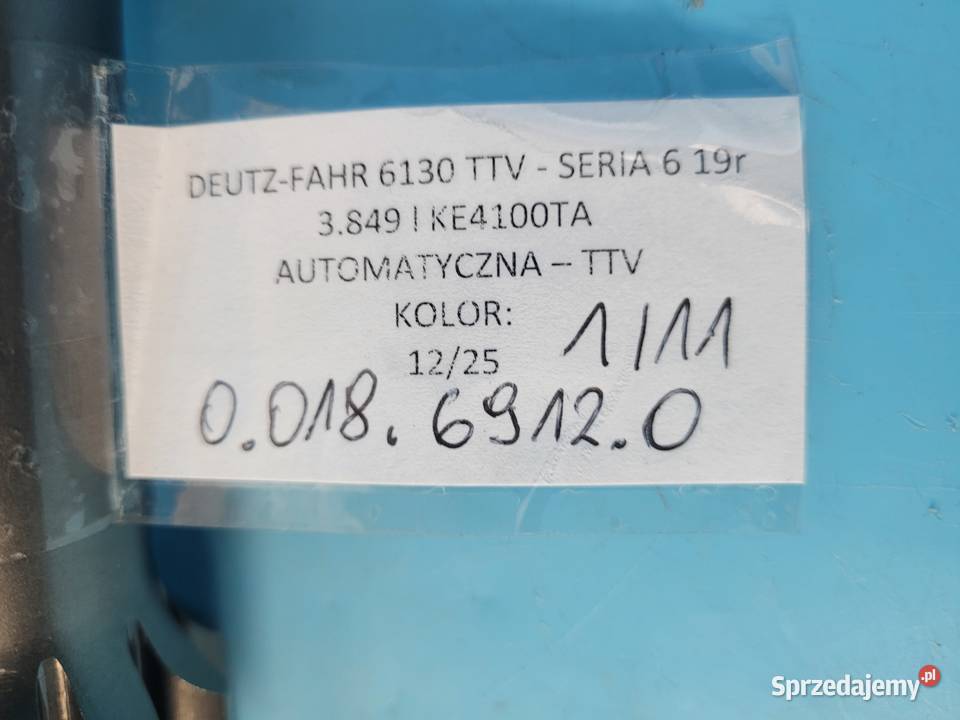 DEUTZ-FAHR 6130 TTV - SERIA 6 19r
3.849 l KE4100TA
AUTOMATYCZNA – TTV
KOLOR:
12/25 1/11
0.018.6912.0
Sprzedajemy.pl